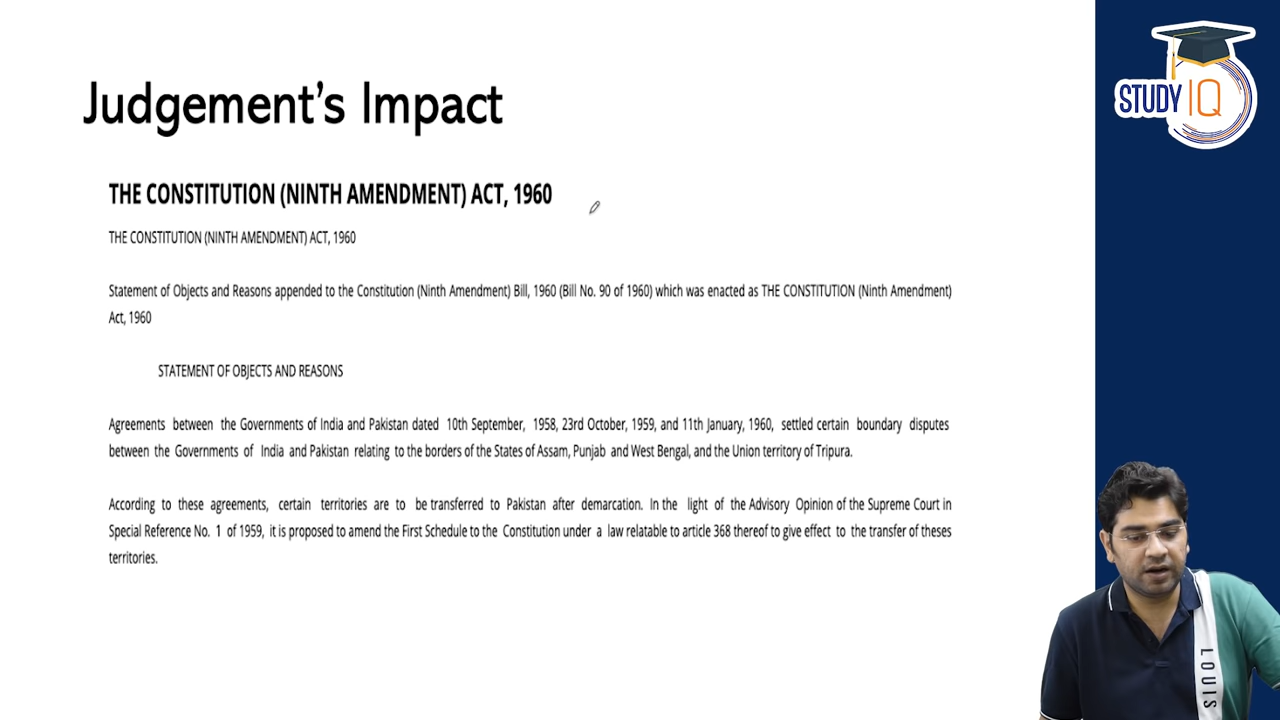 Judgement’s Impact
STUDY IQ
THE CONSTITUTION (NINTH AMENDMENT) ACT, 1960
THE CONSTITUTION (NINTH AMENDMENT) ACT, 1960
Statement of Objects and Reasons appended to the Constitution (Ninth Amendment) Bill, 1960 (Bill No. 90 of 1960) which was enacted as THE CONSTITUTION (Ninth Amendment)
Act, 1960
STATEMENT OF OBJECTS AND REASONS
Agreements between the Governments of India and Pakistan dated 10th September, 1958, 23rd October, 1959, and 11th January, 1960, settled certain boundary disputes
between the Governments of India and Pakistan relating to the borders of the States of Assam, Punjab and West Bengal, and the Union territory of Tripura.
According to these agreements, certain territories are to be transferred to Pakistan after demarcation. In the light of the Advisory Opinion of the Supreme Court in
Special Reference No. 1 of 1959, it is proposed to amend the First Schedule to the Constitution under a law relatable to article 368 thereof to give effect to the transfer of theses
territories.
LOUIS